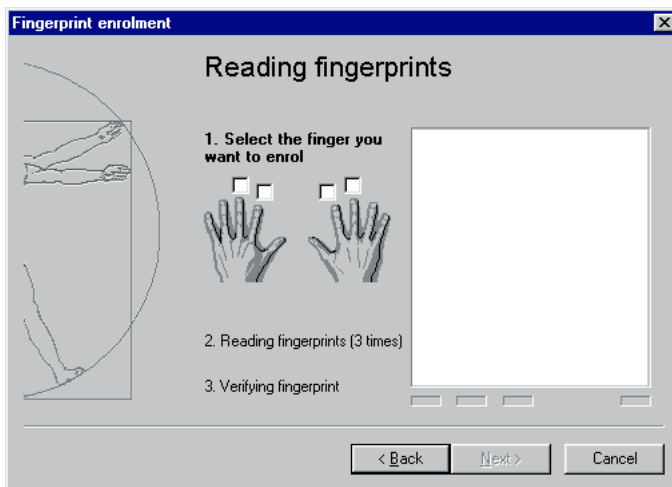 Fingerprint enrolment
Reading fingerprints
1. Select the finger you
want to enrol
2. Reading fingerprints (3 times)
3. Verifying fingerprint
< Back
Next >
Cancel